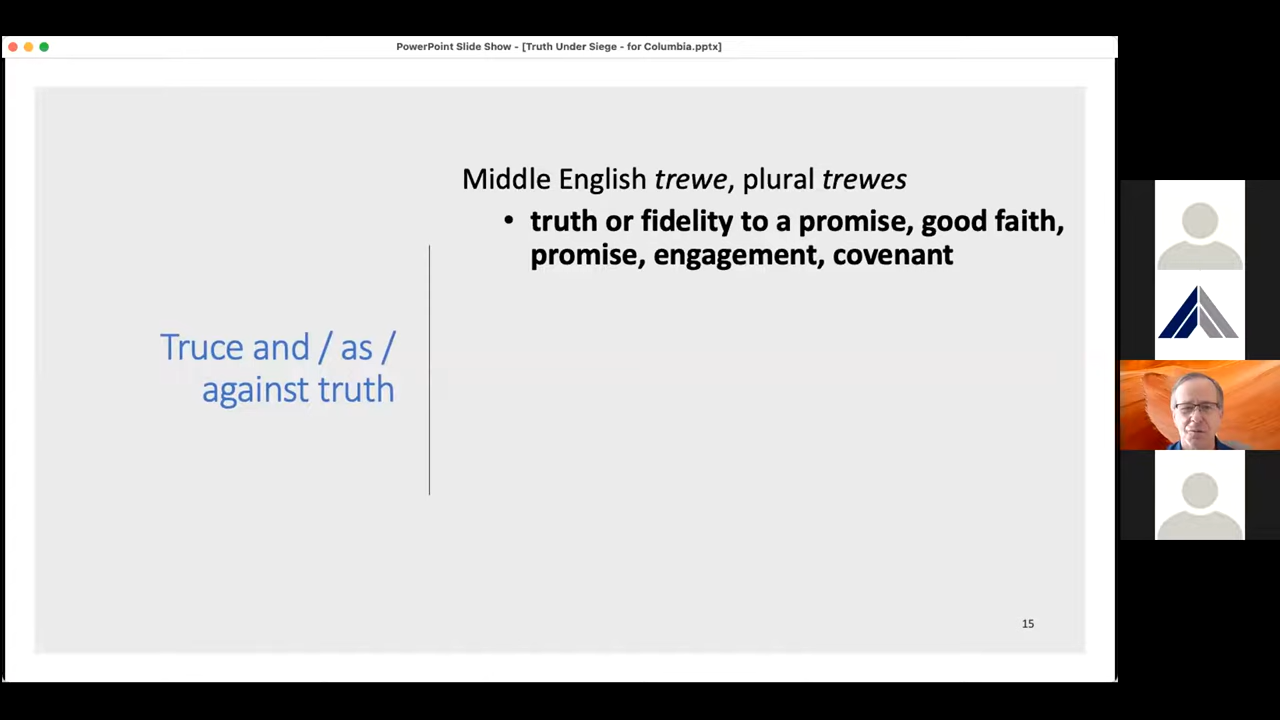 PowerPoint Slide Show - [Truth Under Siege - for Columbia.pptx]
Middle English trewe, plural trewes
• truth or fidelity to a promise, good faith,
promise, engagement, covenant
Truce and / as /
against truth
15